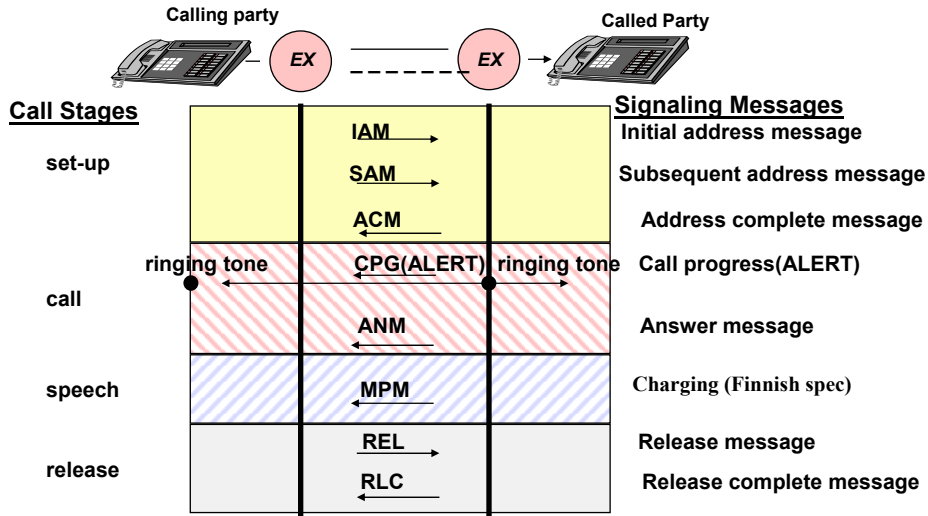 Calling party
Called Party
EX
EX
Call Stages
Signaling Messages
IAM
Initial address message
set-up
SAM
Subsequent address message
ACM
Address complete message
ringing tone
CPG(ALERT)
ringing tone
Call progress(ALERT)
call
ANM
Answer message
speech
MPM
Charging (Finnish spec)
REL
Release message
release
RLC
Release complete message